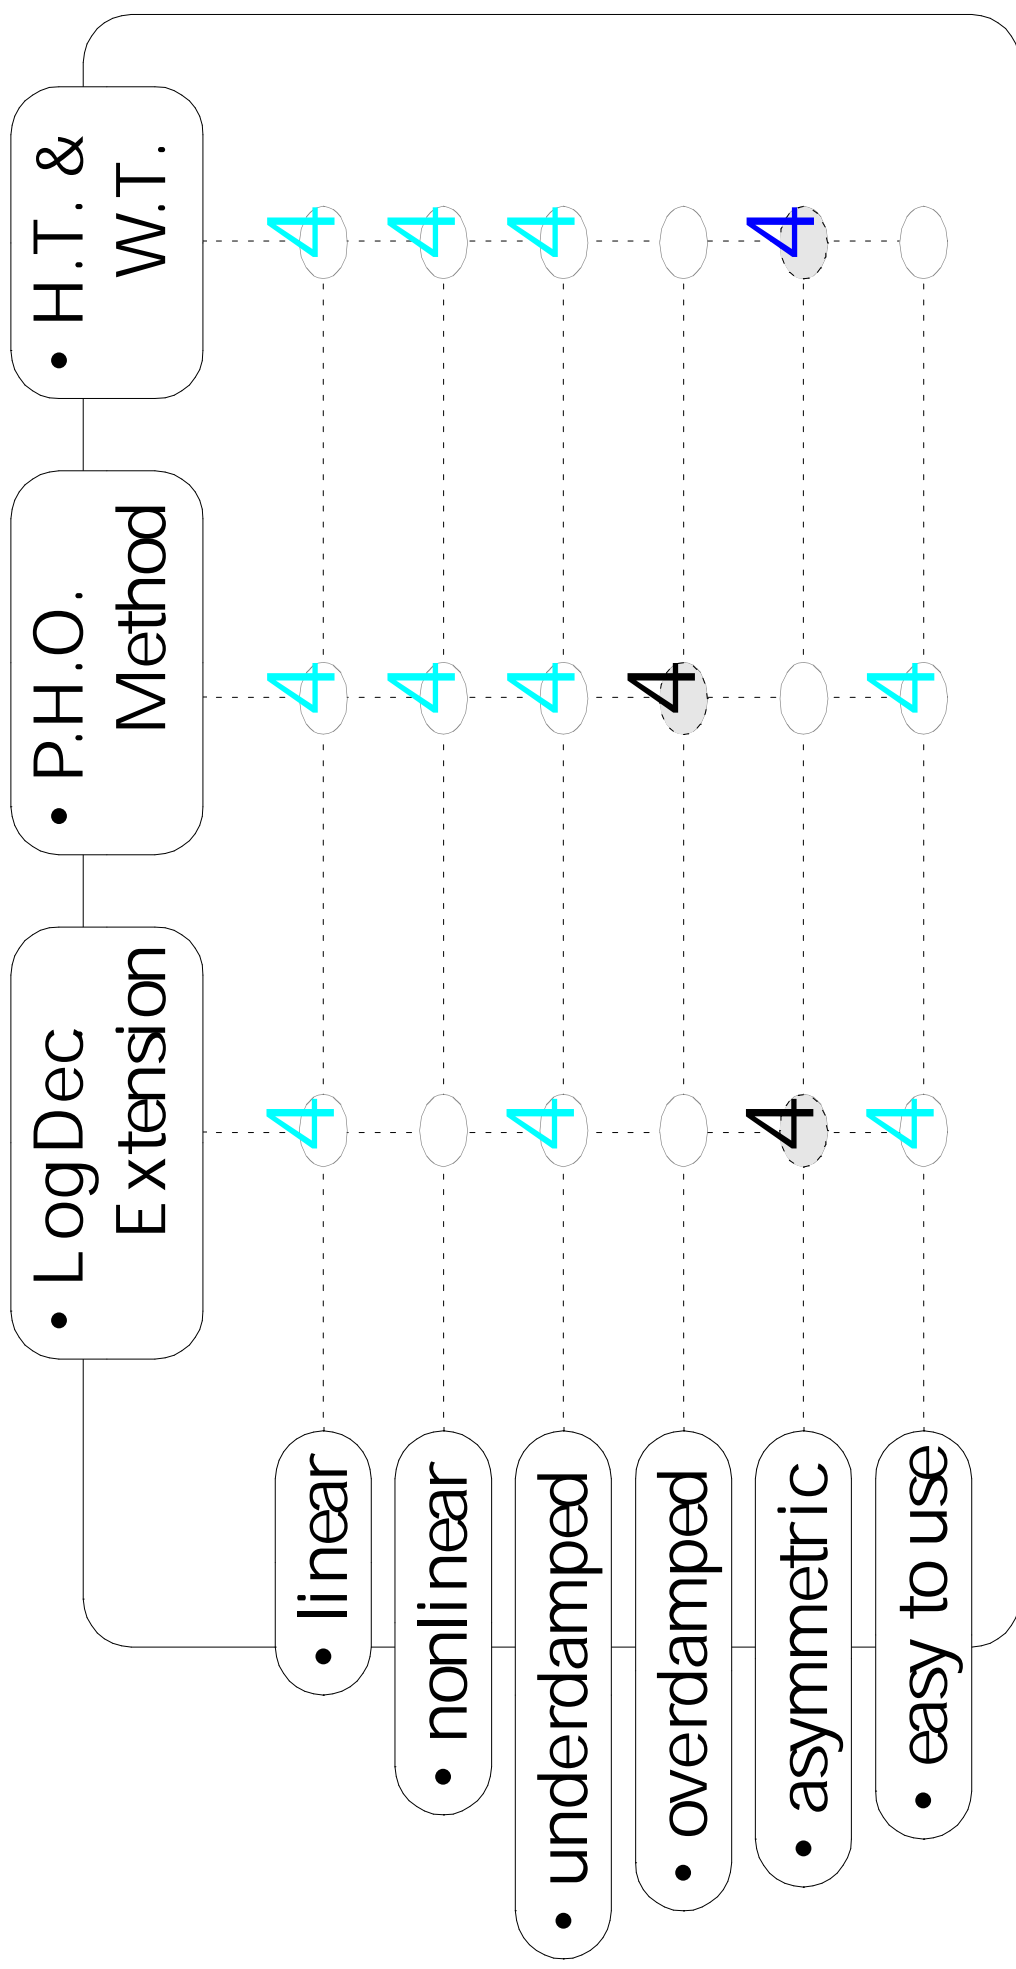 • LogDec
Extension
• P.H.O.
Method
• H.T. &
W.T.
• linear 4 4 4
• nonlinear 4 4
• underdamped 4 4 4
• overdamped 4
• asymmetric 4 4
• easy to use 4 4